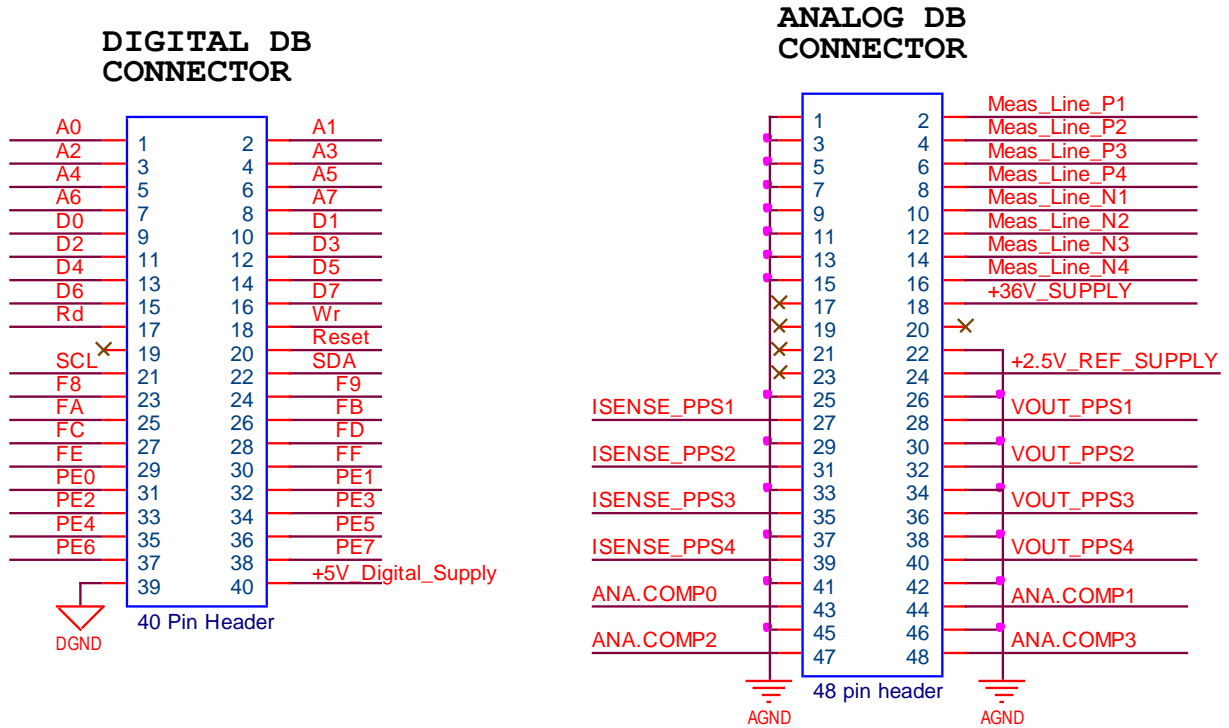 DIGITAL DB
CONNECTOR
A0 1 2 A1
A2 3 4 A3
A4 5 6 A5
A6 7 8 A7
D0 9 10 D1
D2 11 12 D3
D4 13 14 D5
D6 15 16 D7
Rd 17 18 Wr
19 20 Reset
SCL 21 22 SDA
F8 23 24 F9
FA 25 26 FB
FC 27 28 FD
FE 29 30 FF
PE0 31 32 PE1
PE2 33 34 PE3
PE4 35 36 PE5
PE6 37 38 PE7
39 40 +5V_Digital_Supply
40 Pin Header
DGND
ANALOG DB
CONNECTOR
1 2 Meas_Line_P1
3 4 Meas_Line_P2
5 6 Meas_Line_P3
7 8 Meas_Line_P4
9 10 Meas_Line_N1
11 12 Meas_Line_N2
13 14 Meas_Line_N3
15 16 Meas_Line_N4
17 18 +36V_SUPPLY
19 20
21 22
23 24 +2.5V_REF_SUPPLY
25 26
ISENSE_PPS1 27 28 VOUT_PPS1
29 30
ISENSE_PPS2 31 32 VOUT_PPS2
33 34
ISENSE_PPS3 35 36 VOUT_PPS3
37 38
ISENSE_PPS4 39 40 VOUT_PPS4
41 42
ANA.COMP0 43 44 ANA.COMP1
45 46
ANA.COMP2 47 48 ANA.COMP3
48 pin header
AGND AGND